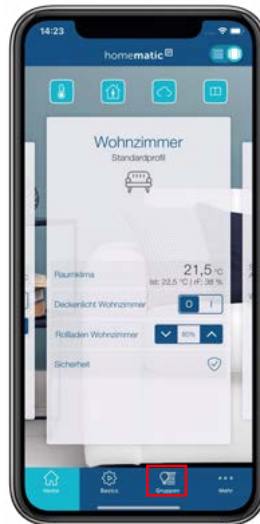 14:23
homematic IP
Wohnzimmer
Standardprofil
Raumklima
21,5 °C
Ist: 22,5 °C | rF: 38 %
Deckenlicht Wohnzimmer
O I
Rollladen Wohnzimmer
80%
Sicherheit
Home Basics Gruppen Mehr